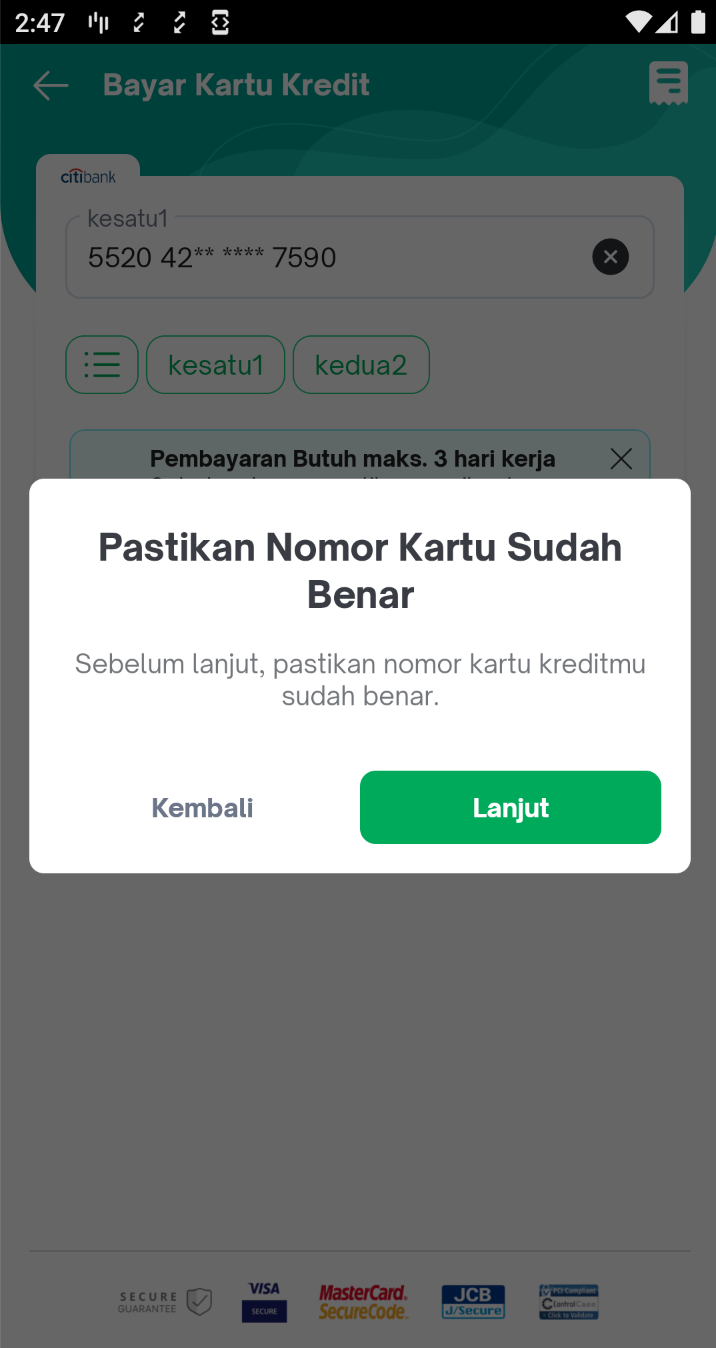 2:47
Bayar Kartu Kredit
citibank
kesatu1
5520 42** **** 7590
kesatu1
kedua2
Pembayaran Butuh maks. 3 hari kerja
Pastikan Nomor Kartu Sudah
Benar
Sebelum lanjut, pastikan nomor kartu kreditmu
sudah benar.
Kembali
Lanjut
SECURE
GUARANTEE
VISA
SECURE
MasterCard.
SecureCode.
JCB
J/Secure
PCI Compliant
ControlCase
Click to Validate